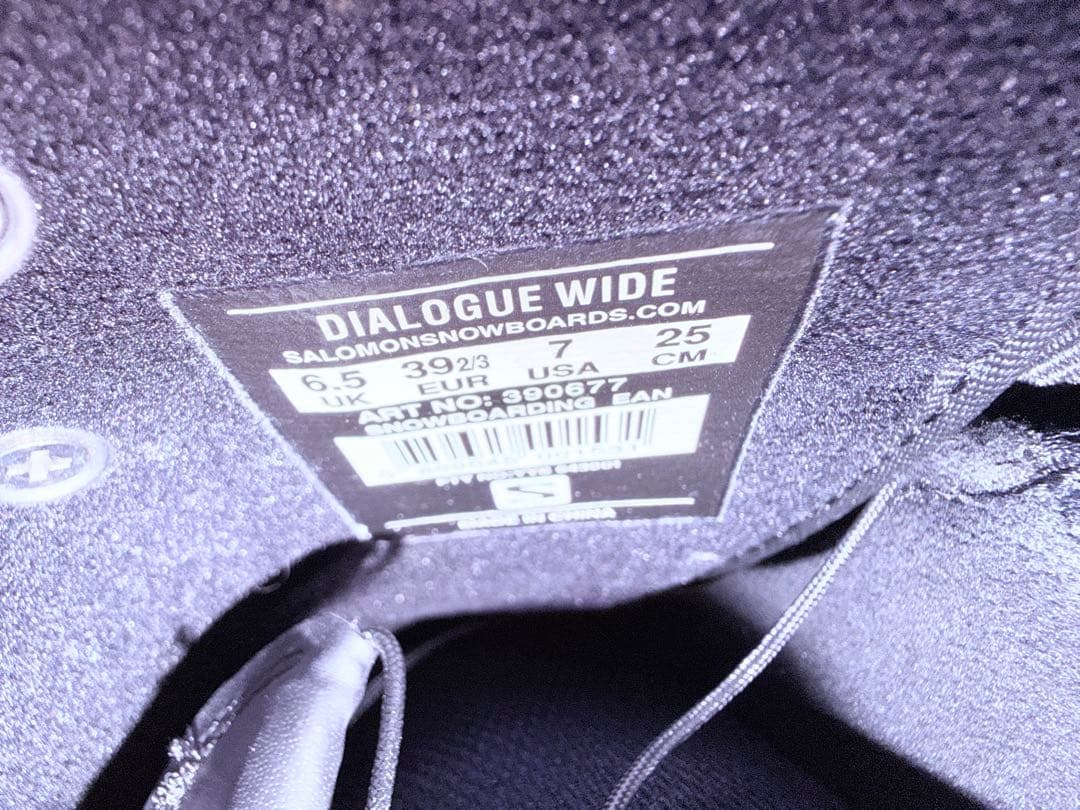 DIALOGUE WIDE
SALOMONSNOWBOARDS.COM
6.5 39 2/3 7 25
UK EUR USA CM
ART NO: 390677
SNOWBOARDING EAN
MADE IN CHINA